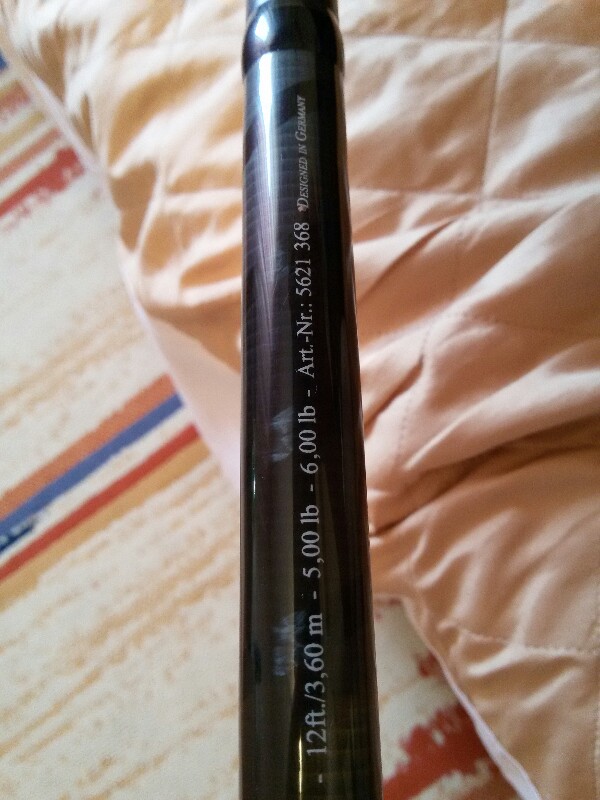 - 12ft./3,60 m - 5,00 lb - 6,00 lb - Art.-Nr.: 5621 368 *DESIGNED IN GERMANY